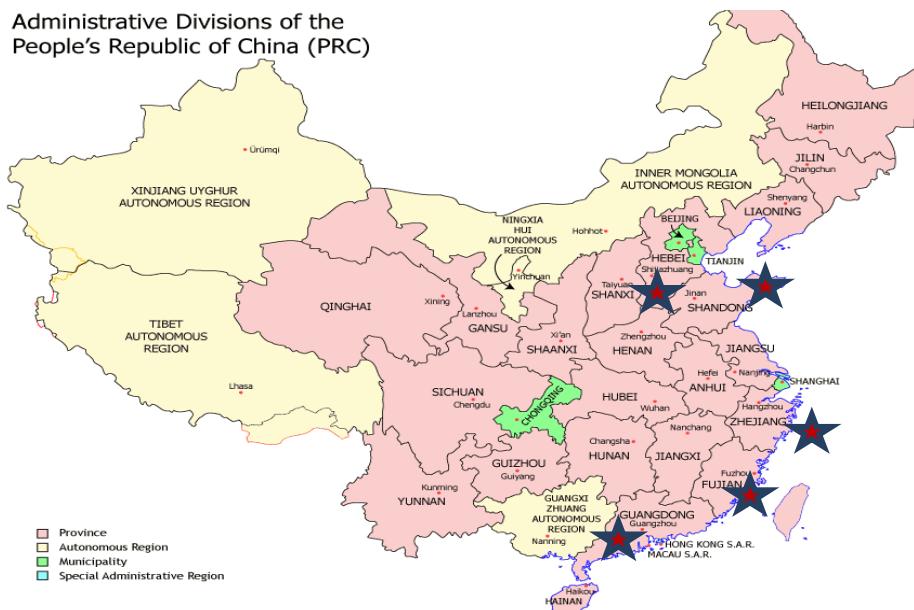 Administrative Divisions of the
People's Republic of China (PRC)
HEILONGJIANG
Harbin
JILIN
Changchun
Ürümqi
INNER MONGOLIA
AUTONOMOUS REGION
XINJIANG UYGHUR
AUTONOMOUS REGION
Shenyang
LIAONING
NINGXIA
HUI
AUTONOMOUS
REGION
BEIJING
Hohhot
HEBEI
TIANJIN
Yinchuan
Shijiazhuang
Taiyuan
SHANXI
Jinan
SHANDONG
QINGHAI
Xining
Lanzhou
GANSU
TIBET
AUTONOMOUS
REGION
Xi'an
SHAANXI
Zhengzhou
HENAN
JIANGSU
Hefei
Nanjing
ANHUI
SHANGHAI
Lhasa
SICHUAN
Chengdu
CHONGQING
HUBEI
Wuhan
Hangzhou
ZHEJIANG
Changsha
HUNAN
Nanchang
JIANGXI
GUIZHOU
Guiyang
Fuzhou
FUJIAN
Kunming
YUNNAN
GUANGXI
ZHUANG
AUTONOMOUS
REGION
Nanning
GUANGDONG
Guangzhou
HONG KONG S.A.R.
MACAU S.A.R.
Haikou
HAINAN
Province
Autonomous Region
Municipality
Special Administrative Region